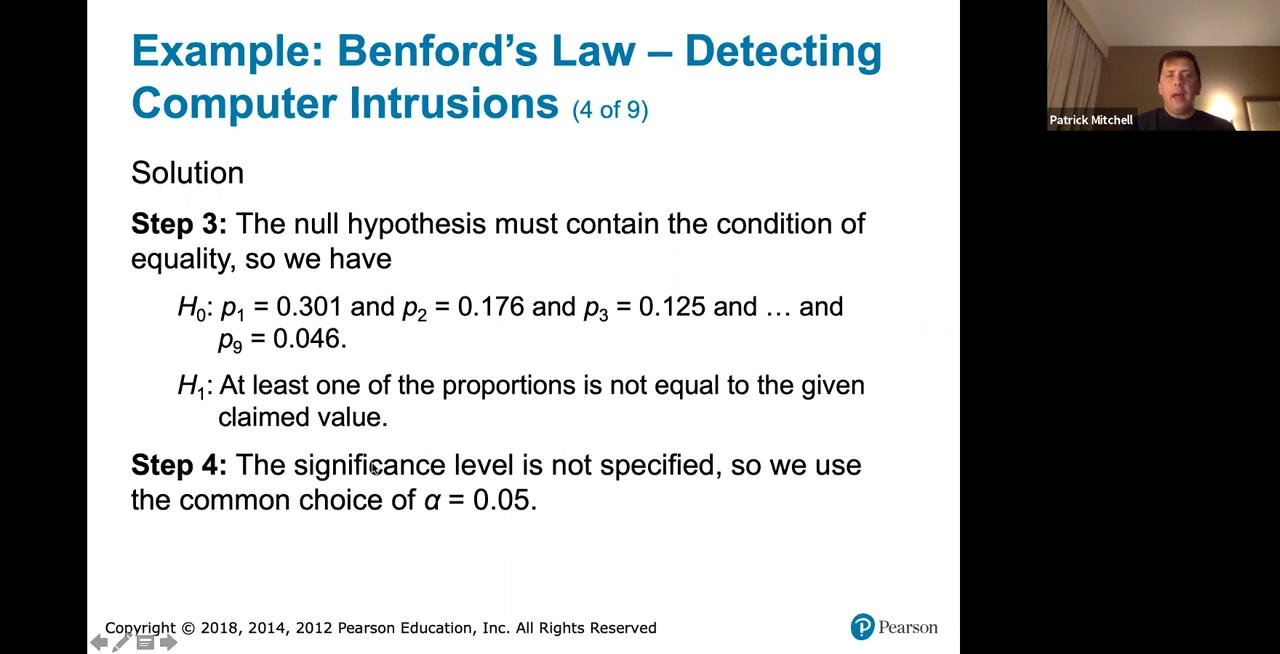 Example: Benford’s Law – Detecting
Computer Intrusions (4 of 9)
Patrick Mitchell
Solution
Step 3: The null hypothesis must contain the condition of
equality, so we have
H₀: p₁ = 0.301 and p₂ = 0.176 and p₃ = 0.125 and … and
p₉ = 0.046.
H₁: At least one of the proportions is not equal to the given
claimed value.
Step 4: The significance level is not specified, so we use
the common choice of α = 0.05.
Copyright © 2018, 2014, 2012 Pearson Education, Inc. All Rights Reserved
P Pearson